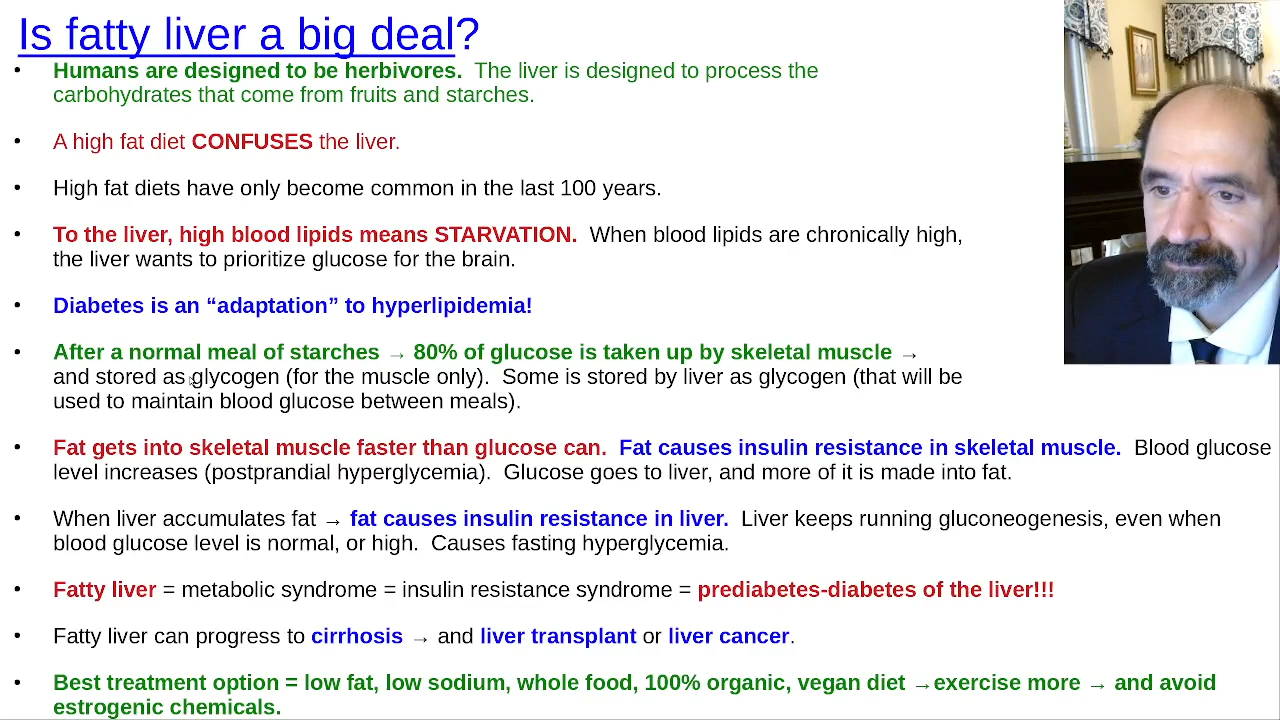 Is fatty liver a big deal?
• Humans are designed to be herbivores. The liver is designed to process the
carbohydrates that come from fruits and starches.
• A high fat diet CONFUSES the liver.
• High fat diets have only become common in the last 100 years.
• To the liver, high blood lipids means STARVATION. When blood lipids are chronically high,
the liver wants to prioritize glucose for the brain.
• Diabetes is an “adaptation” to hyperlipidemia!
• After a normal meal of starches → 80% of glucose is taken up by skeletal muscle →
and stored as glycogen (for the muscle only). Some is stored by liver as glycogen (that will be
used to maintain blood glucose between meals).
• Fat gets into skeletal muscle faster than glucose can. Fat causes insulin resistance in skeletal muscle. Blood glucose
level increases (postprandial hyperglycemia). Glucose goes to liver, and more of it is made into fat.
• When liver accumulates fat → fat causes insulin resistance in liver. Liver keeps running gluconeogenesis, even when
blood glucose level is normal, or high. Causes fasting hyperglycemia.
• Fatty liver = metabolic syndrome = insulin resistance syndrome = prediabetes-diabetes of the liver!!!
• Fatty liver can progress to cirrhosis → and liver transplant or liver cancer.
• Best treatment option = low fat, low sodium, whole food, 100% organic, vegan diet →exercise more → and avoid
estrogenic chemicals.